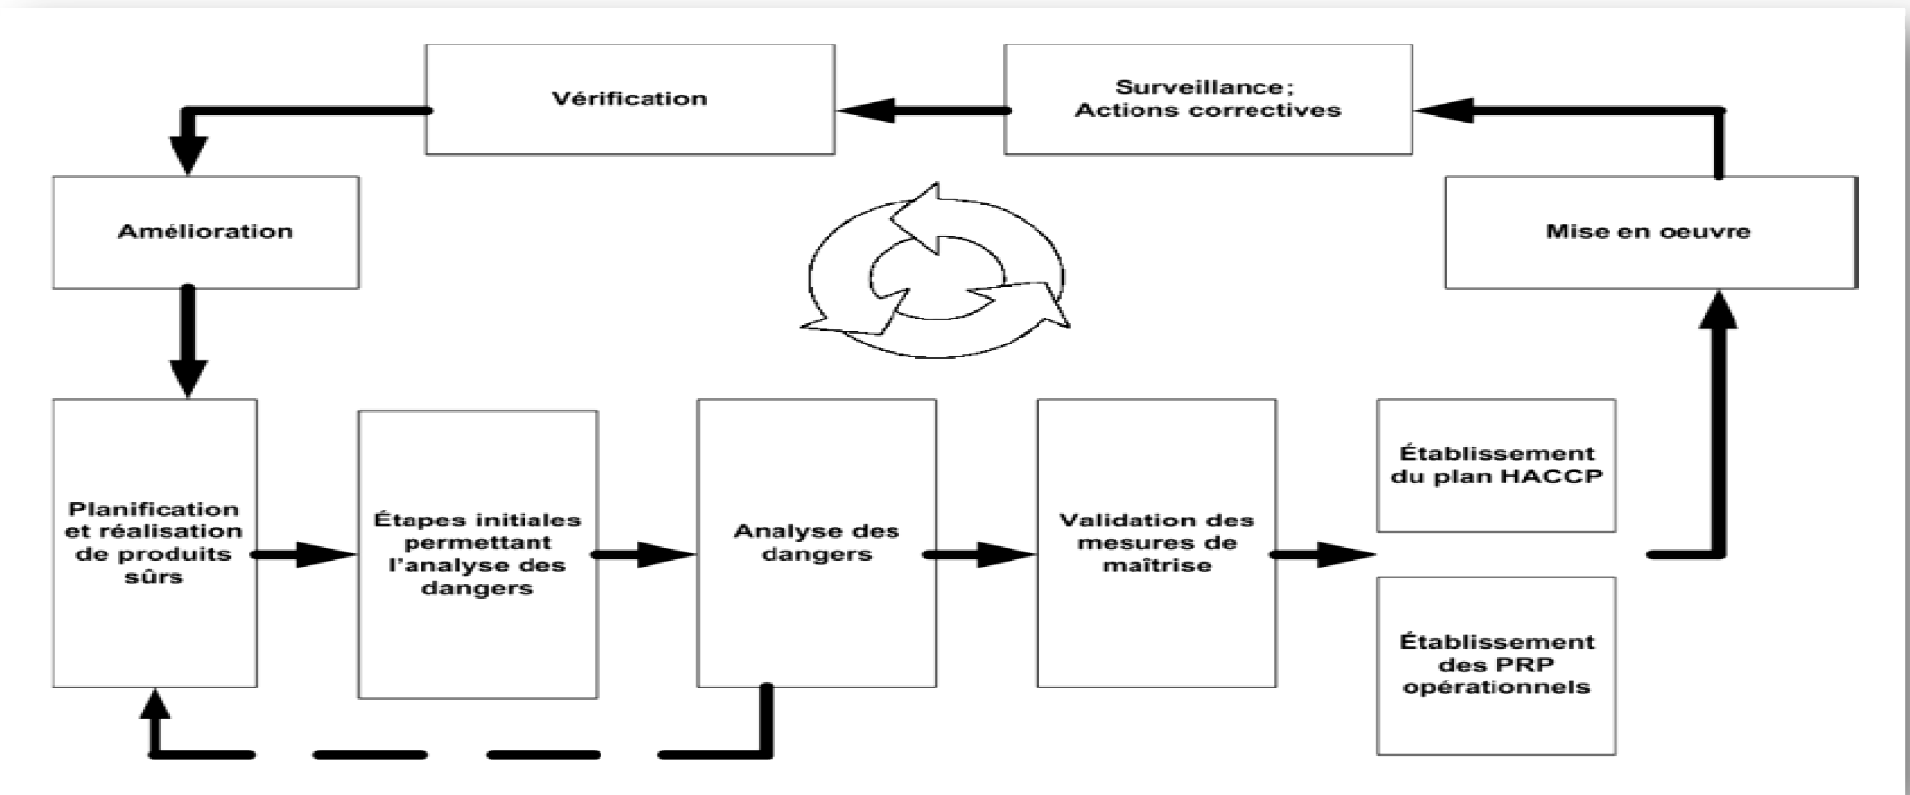 Vérification
Surveillance;
Actions correctives
Amélioration
Mise en oeuvre
Planification
et réalisation
de produits
sûrs
Étapes initiales
permettant
l'analyse des
dangers
Analyse des
dangers
Validation des
mesures de
maîtrise
Établissement
du plan HACCP
Établissement
des PRP
opérationnels